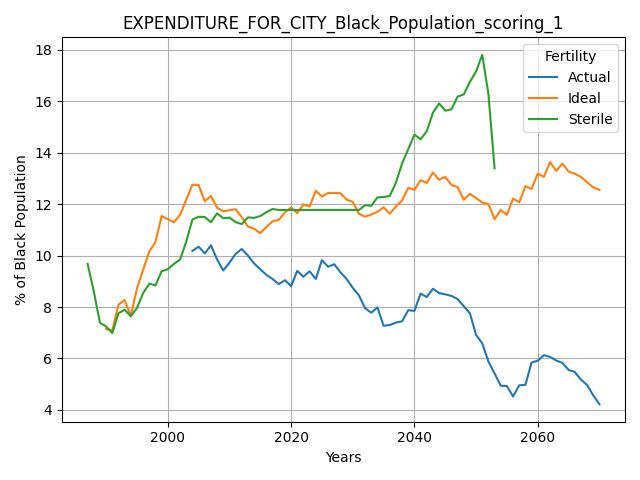 EXPENDITURE_FOR_CITY_Black_Population_scoring_1
Fertility
Actual
Ideal
Sterile
% of Black Population
18
16
14
12
10
8
6
4
2000
2020
2040
2060
Years